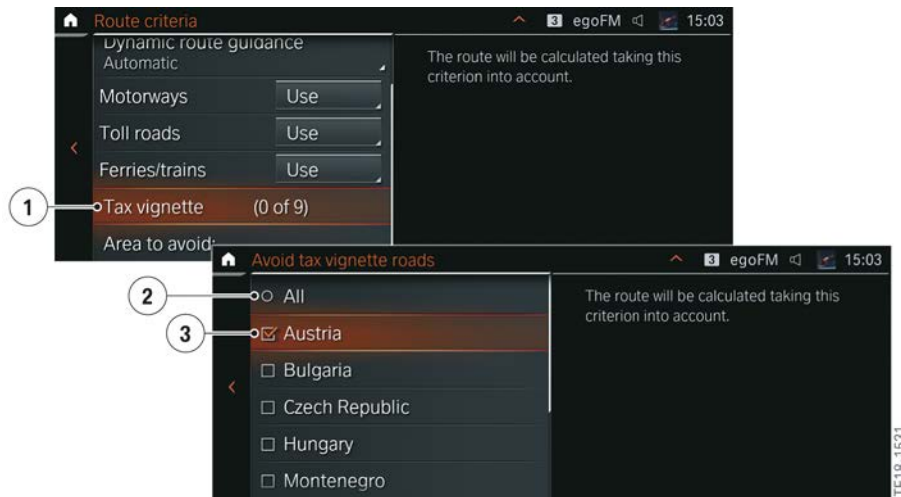 Route criteria
3 egoFM 15:03
Dynamic route guidance
Automatic
Motorways Use
Toll roads Use
Ferries/trains Use
Tax vignette (0 of 9)
Area to avoid:
The route will be calculated taking this
criterion into account.
1
Avoid tax vignette roads
3 egoFM 15:03
2
All
3
Austria
Bulgaria
Czech Republic
Hungary
Montenegro
The route will be calculated taking this
criterion into account.
TF18-1531